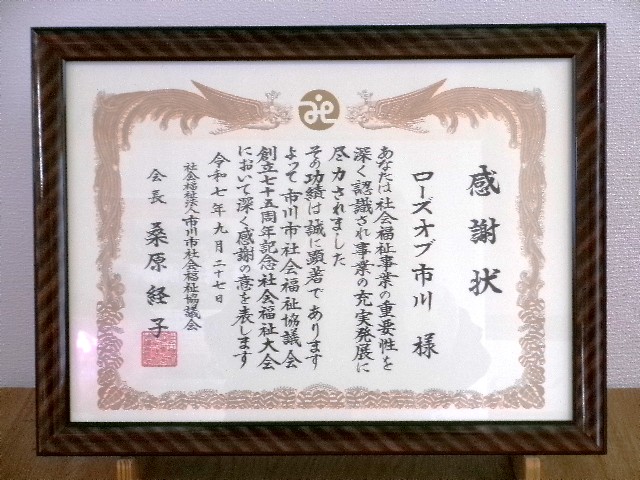 感謝状
ローズオブ市川 様
あなたは社会福祉事業の重要性を
深く認識され事業の充実発展に
尽力されました
その功績は誠に顕著であります
よって市川市社会福祉協議会
創立七十五周年記念社会福祉大会
において深く感謝の意を表します
令和七年九月二十七日
社会福祉法人市川市社会福祉協議会
会長 桑原経子